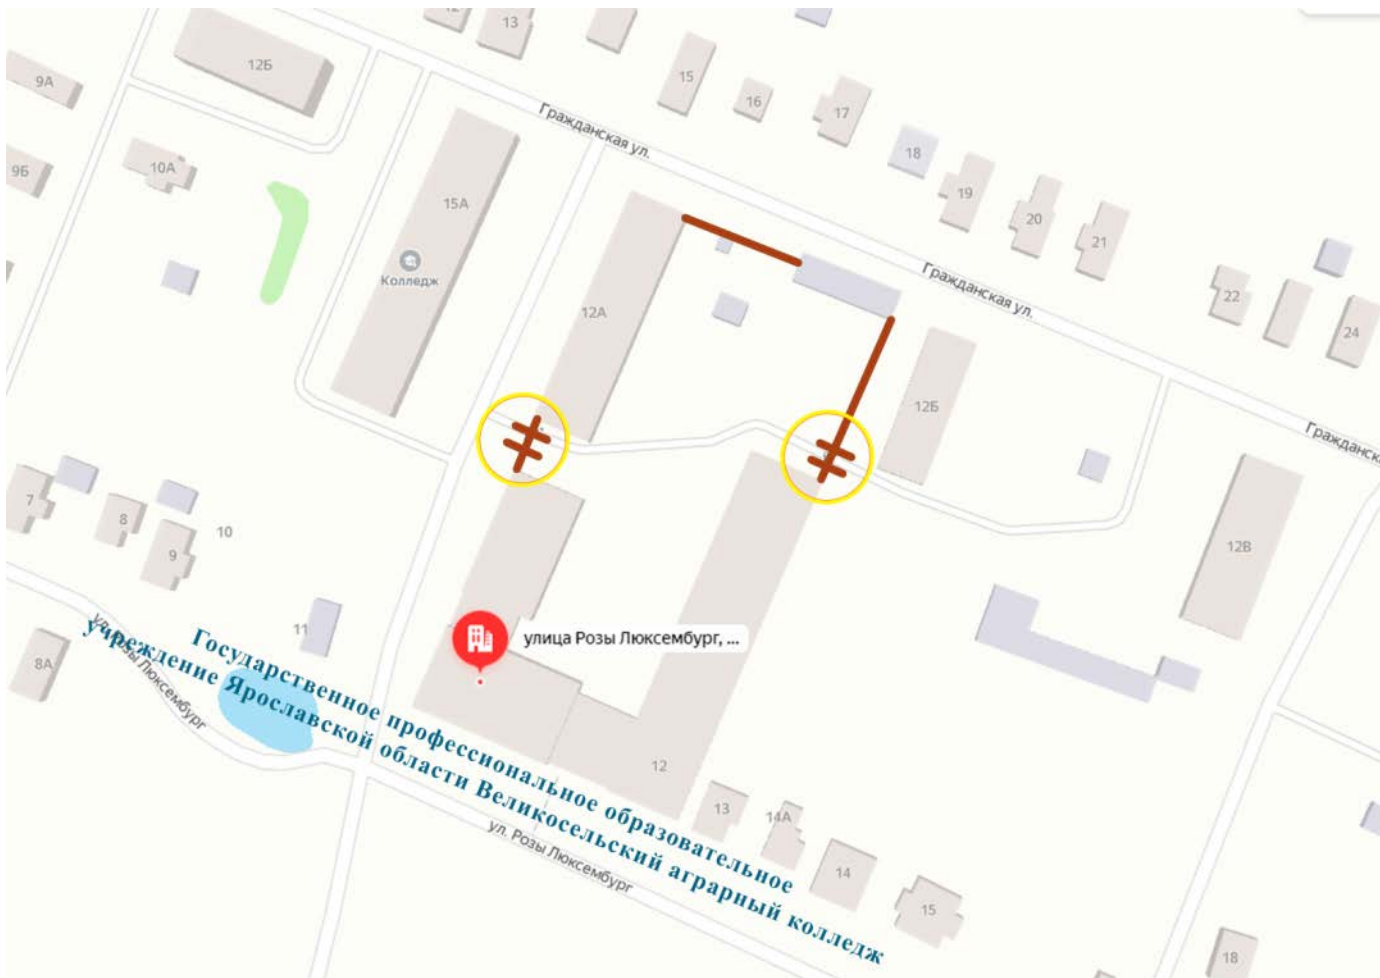 12
13
9А
12Б
15
16
17
Гражданская ул.
18
9Б
10А
19
15А
20
21
Колледж
Гражданская ул.
22
12А
24
12Б
Гражданска
7
8
10
9
12В
11
улица Розы Люксембург, ...
8А
ул. Розы Люксембург
Государственное профессиональное образовательное
учреждение Ярославской области Великосельский аграрный колледж
12
13
14А
ул. Розы Люксембург
14
15
18